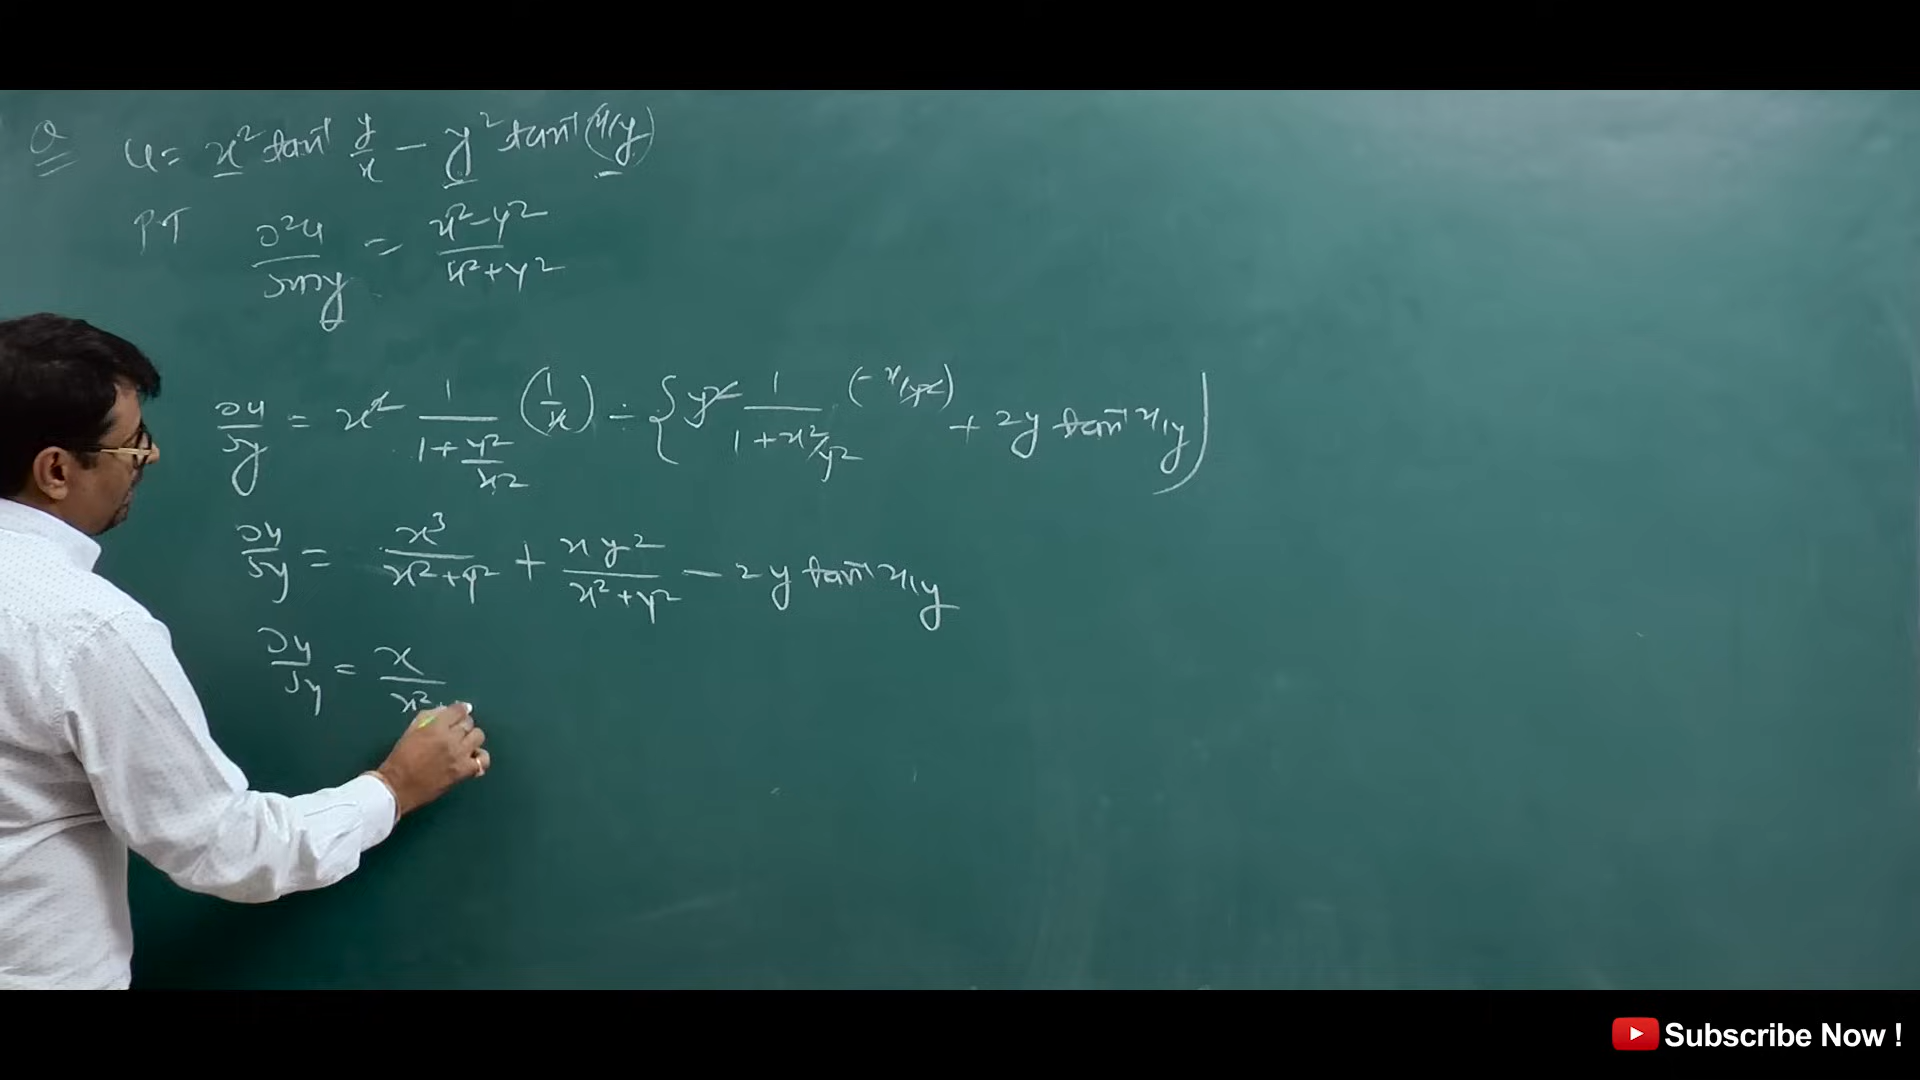 Q u = x² tan⁻¹ y/x − y² tan⁻¹ (x/y)
P.T ∂²u/∂x∂y = x²−y²/x²+y²
∂u/∂y = x² 1/1+y²/x² (1/x) − {y² 1/1+x²/y² (−x/y²) + 2y tan⁻¹ x/y}
∂u/∂y = x³/x²+y² + xy²/x²+y² − 2y tan⁻¹ x/y
∂u/∂y = x/x²+
Subscribe Now !